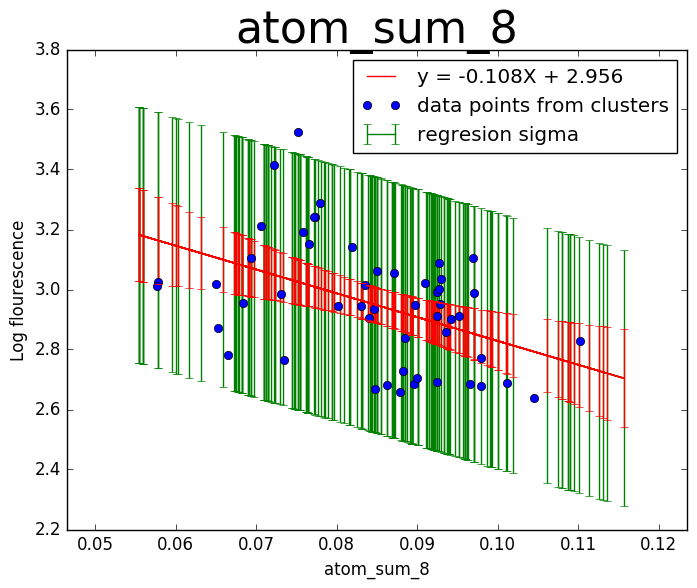 atom_sum_8
y = -0.108X + 2.956
data points from clusters
regresion sigma
3.8
3.6
3.4
3.2
3.0
2.8
2.6
2.4
2.2
Log flourescence
0.05 0.06 0.07 0.08 0.09 0.10 0.11 0.12
atom_sum_8